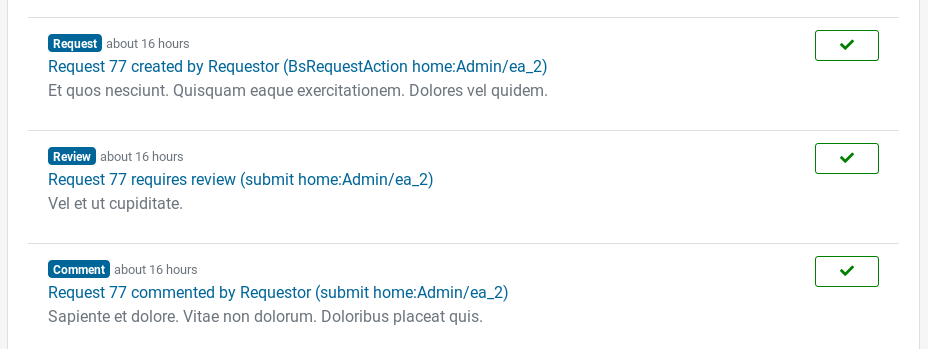 Request about 16 hours
Request 77 created by Requestor (BsRequestAction home:Admin/ea_2)
Et quos nesciunt. Quisquam eaque exercitationem. Dolores vel quidem.
Review about 16 hours
Request 77 requires review (submit home:Admin/ea_2)
Vel et ut cupiditate.
Comment about 16 hours
Request 77 commented by Requestor (submit home:Admin/ea_2)
Sapiente et dolore. Vitae non dolorum. Doloribus placeat quis.